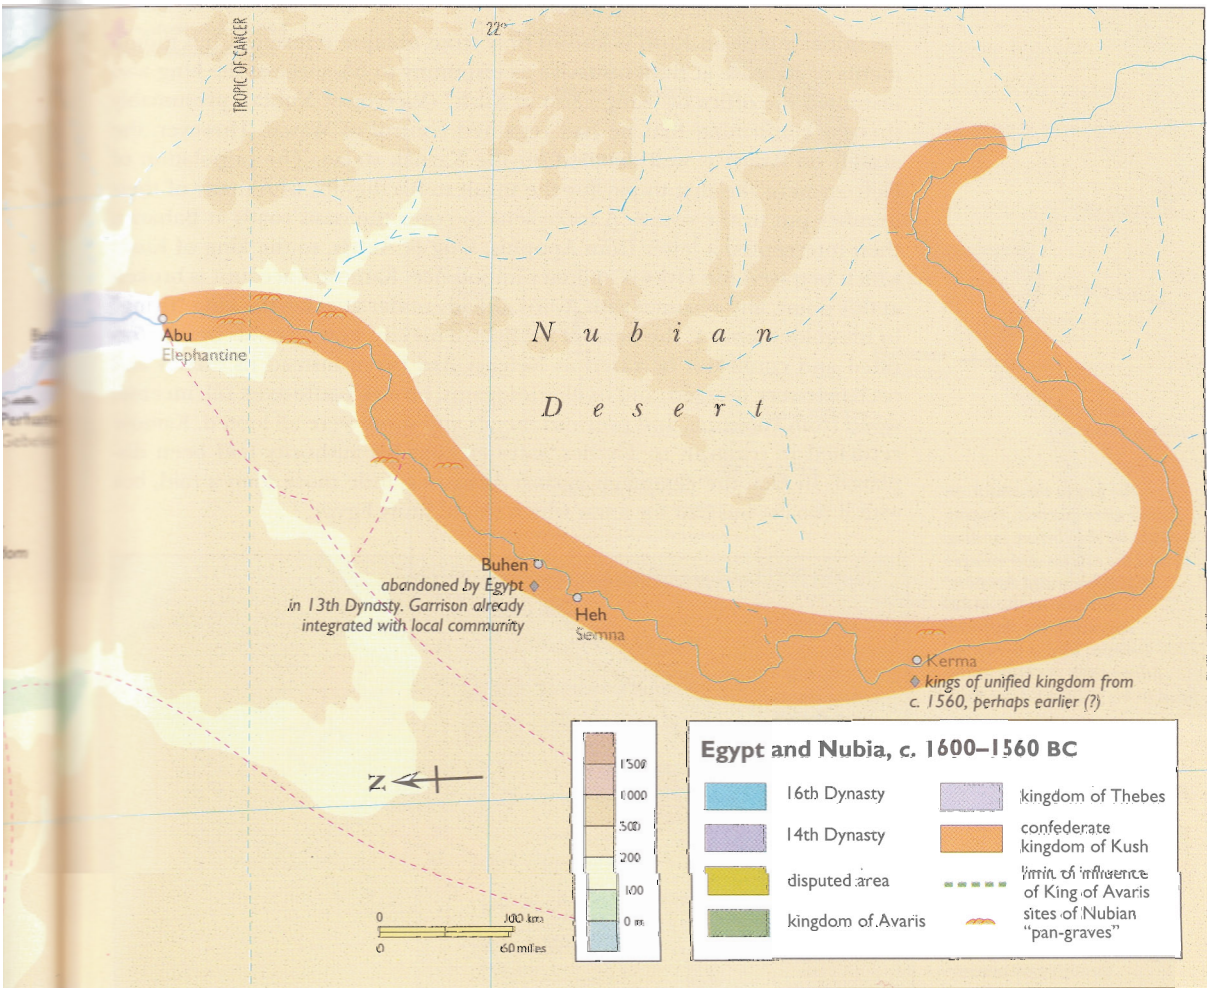 TROPIC OF CANCER
22°
Abu
Elephantine
Nubian
Desert
Buhen
abandoned by Egypt
in 13th Dynasty. Garrison already
integrated with local community
Heh
Semna
Kerma
kings of unified kingdom from
c. 1560, perhaps earlier (?)
N
1500
1000
500
200
100
0 m
0 100 km
0 60 miles
Egypt and Nubia, c. 1600–1560 BC
16th Dynasty
14th Dynasty
disputed area
kingdom of Avaris
kingdom of Thebes
confederate
kingdom of Kush
limit of influence
of King of Avaris
sites of Nubian
"pan-graves"